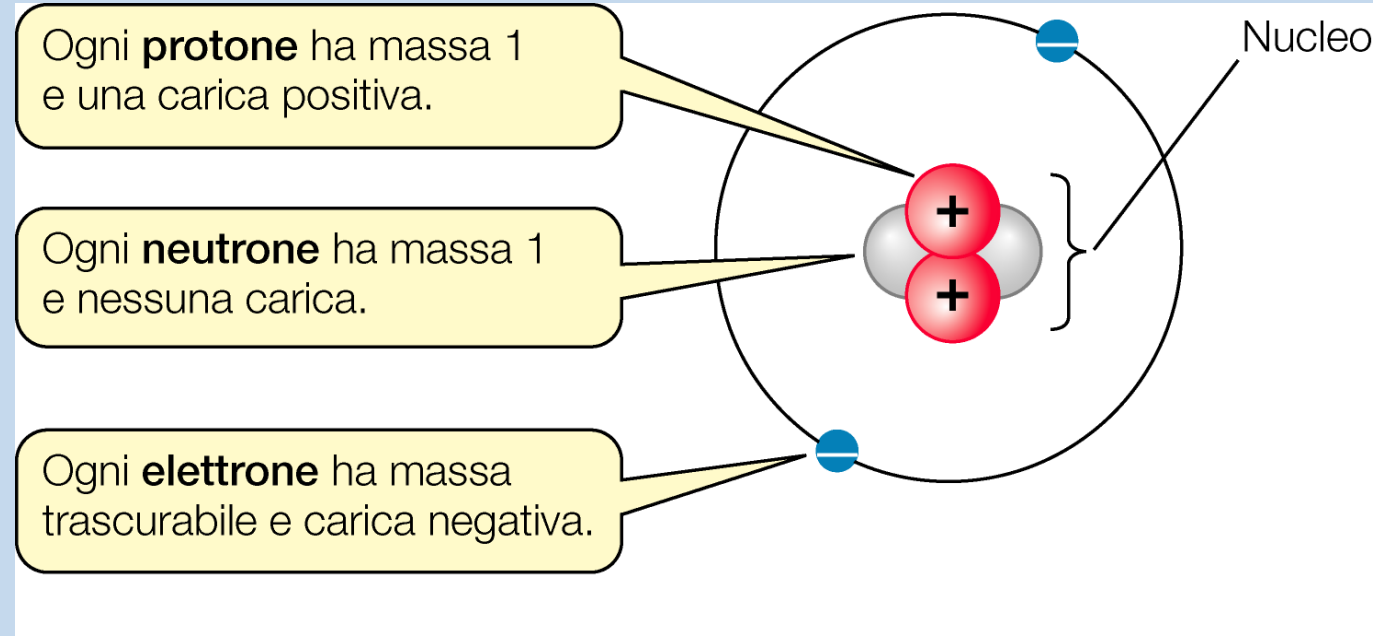 Ogni protone ha massa 1
e una carica positiva.
Nucleo
+
Ogni neutrone ha massa 1
e nessuna carica.
+
Ogni elettrone ha massa
trascurabile e carica negativa.